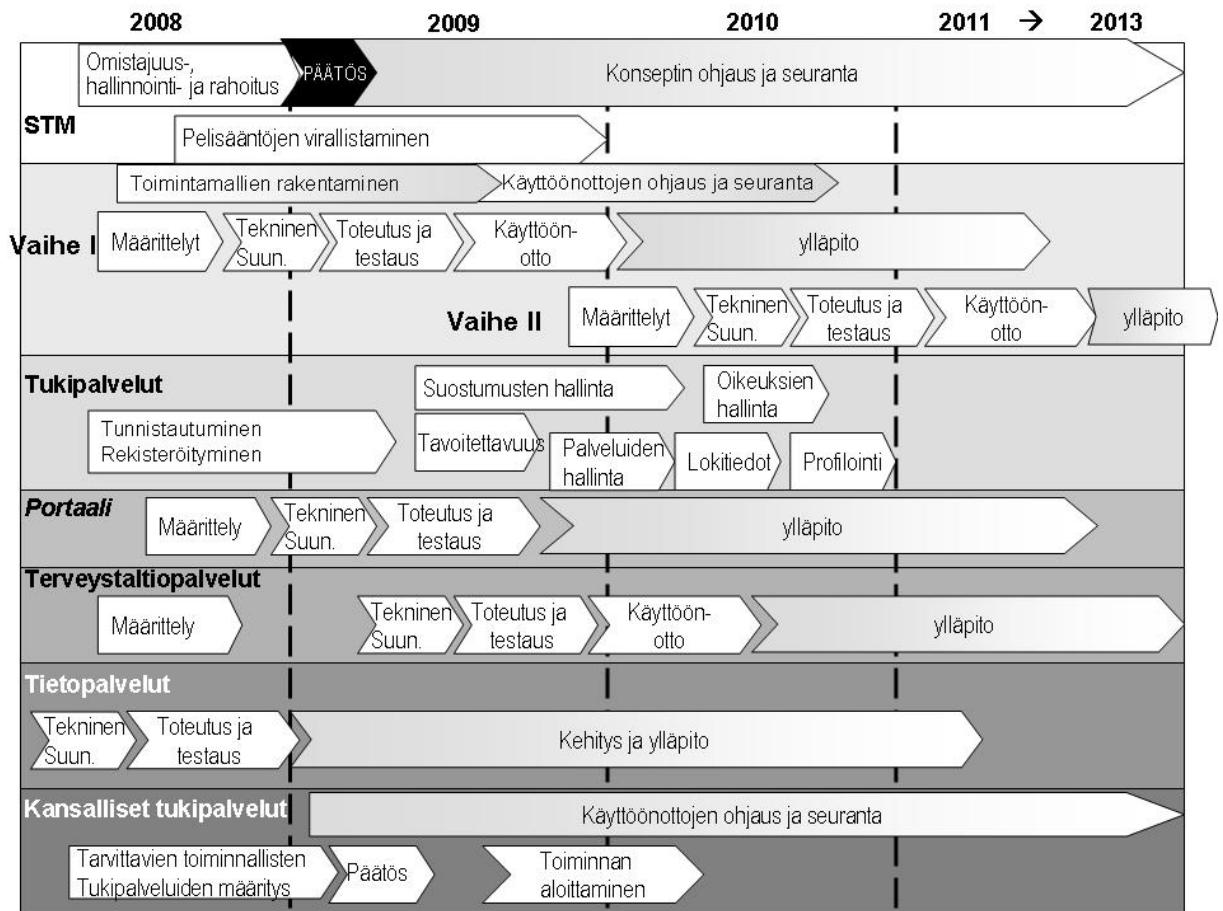 2008 2009 2010 2011 → 2013
Omistajuus-,
hallinnointi- ja rahoitus
PÄÄTÖS
Konseptin ohjaus ja seuranta
STM
Pelisääntöjen virallistaminen
Toimintamallien rakentaminen
Käyttöönottojen ohjaus ja seuranta
Vaihe I
Määrittelyt
Tekninen
Suun.
Toteutus ja
testaus
Käyttöön-
otto
ylläpito
Vaihe II
Määrittelyt
Tekninen
Suun.
Toteutus ja
testaus
Käyttöön-
otto
ylläpito
Tukipalvelut
Suostumusten hallinta
Oikeuksien
hallinta
Tunnistautuminen
Rekisteröityminen
Tavoitettavuus
Palveluiden
hallinta
Lokitiedot
Profilointi
Portaali
Määrittely
Tekninen
Suun.
Toteutus ja
testaus
ylläpito
Terveystaltiopalvelut
Määrittely
Tekninen
Suun.
Toteutus ja
testaus
Käyttöön-
otto
ylläpito
Tietopalvelut
Tekninen
Suun.
Toteutus ja
testaus
Kehitys ja ylläpito
Kansalliset tukipalvelut
Käyttöönottojen ohjaus ja seuranta
Tarvittavien toiminnallisten
Tukipalveluiden määritys
Päätös
Toiminnan
aloittaminen